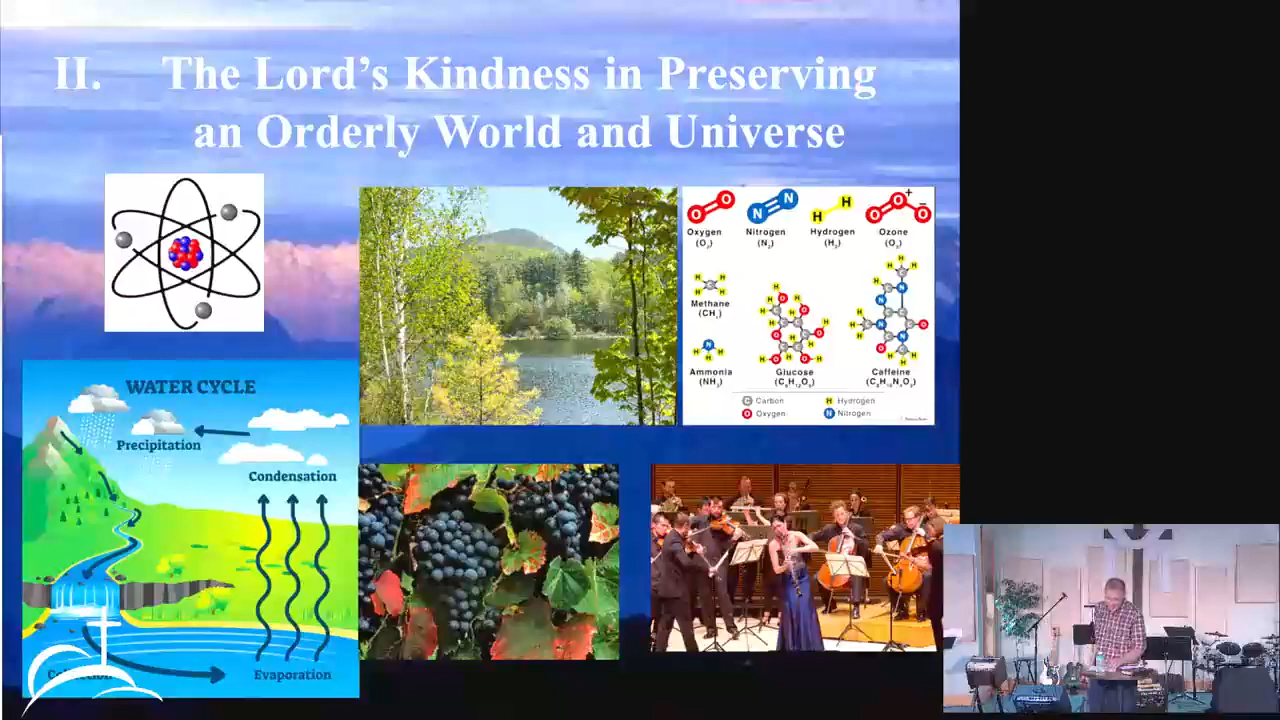 II. The Lord's Kindness in Preserving
an Orderly World and Universe
O O
N N
H H
O O O
+
−
Oxygen
(O₂)
Nitrogen
(N₂)
Hydrogen
(H₂)
Ozone
(O₃)
Methane
(CH₄)
Ammonia
(NH₃)
Glucose
(C₆H₁₂O₆)
Caffeine
(C₈H₁₀N₄O₂)
C Carbon
H Hydrogen
O Oxygen
N Nitrogen
WATER CYCLE
Precipitation
Condensation
Evaporation